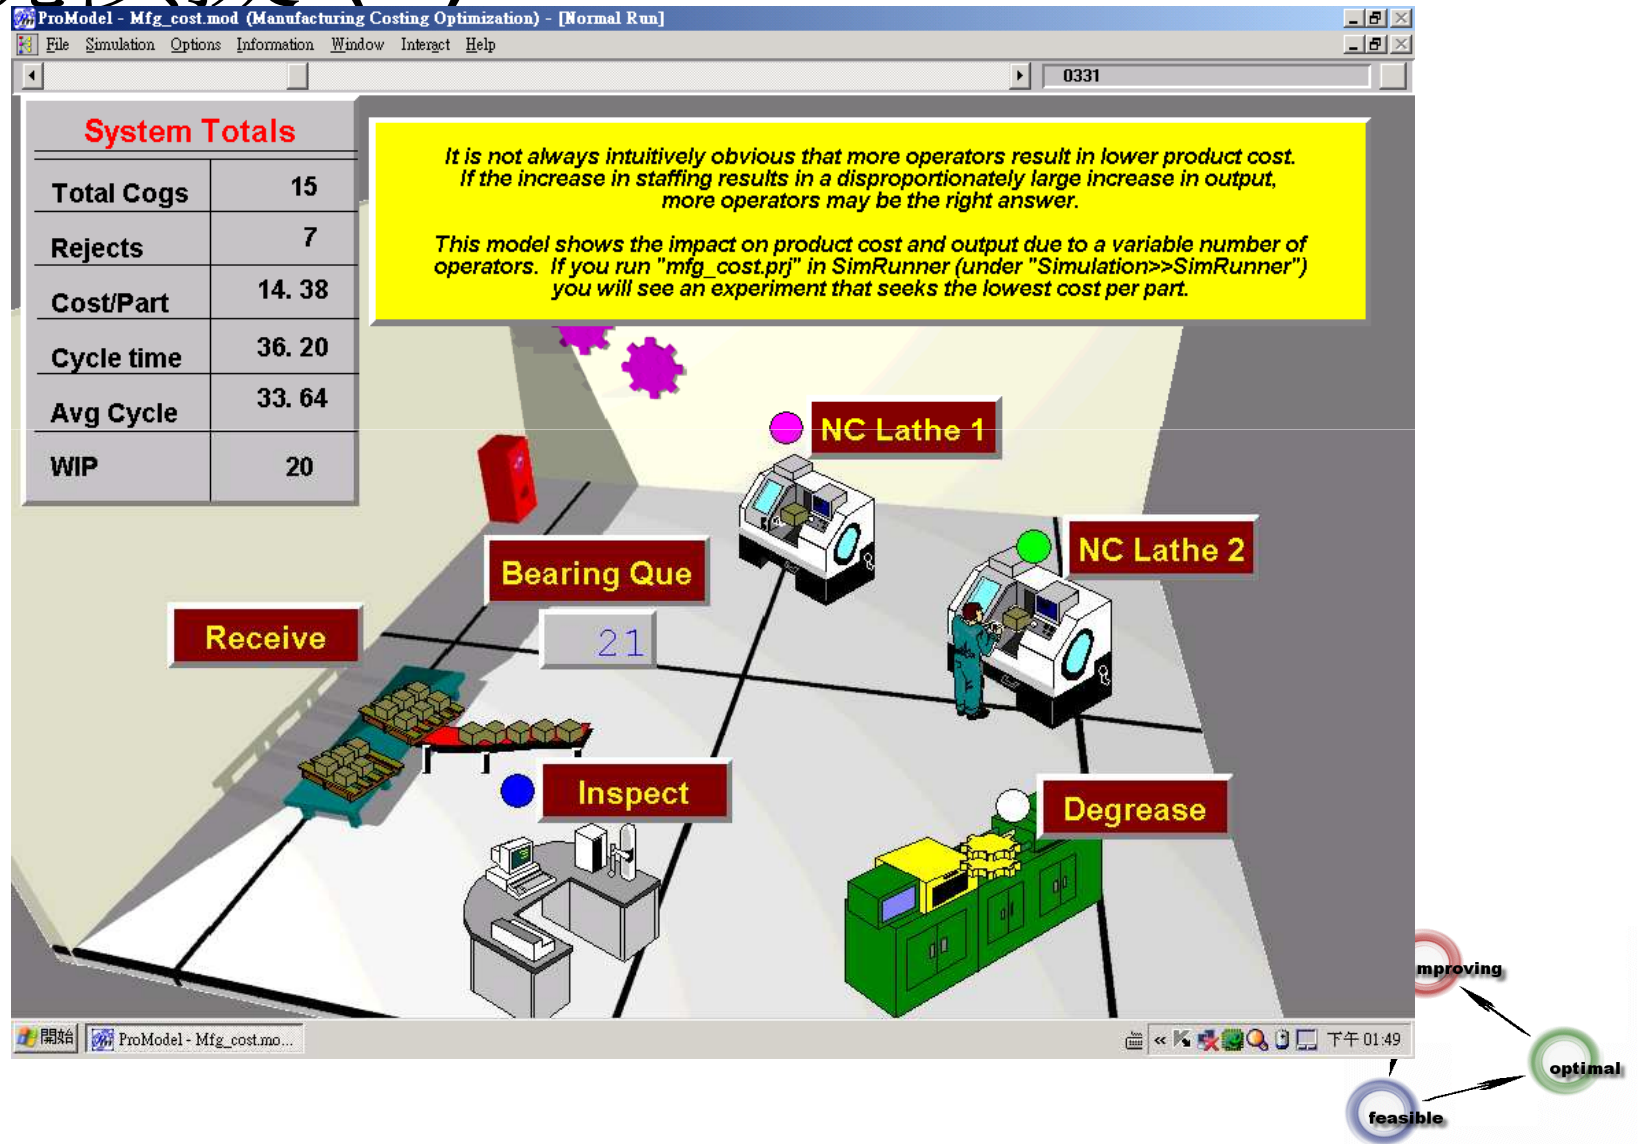 ProModel - Mfg_cost.mod (Manufacturing Costing Optimization) - [Normal Run]
File Simulation Options Information Window Interact Help
0331
System Totals
Total Cogs 15
Rejects 7
Cost/Part 14. 38
Cycle time 36. 20
Avg Cycle 33. 64
WIP 20
It is not always intuitively obvious that more operators result in lower product cost.
If the increase in staffing results in a disproportionately large increase in output,
more operators may be the right answer.
This model shows the impact on product cost and output due to a variable number of
operators. If you run "mfg_cost.prj" in SimRunner (under "Simulation>>SimRunner")
you will see an experiment that seeks the lowest cost per part.
NC Lathe 1
NC Lathe 2
Bearing Que
21
Receive
Inspect
Degrease
mproving
optimal
feasible
開始 ProModel - Mfg_cost.mo... « 下午 01:49